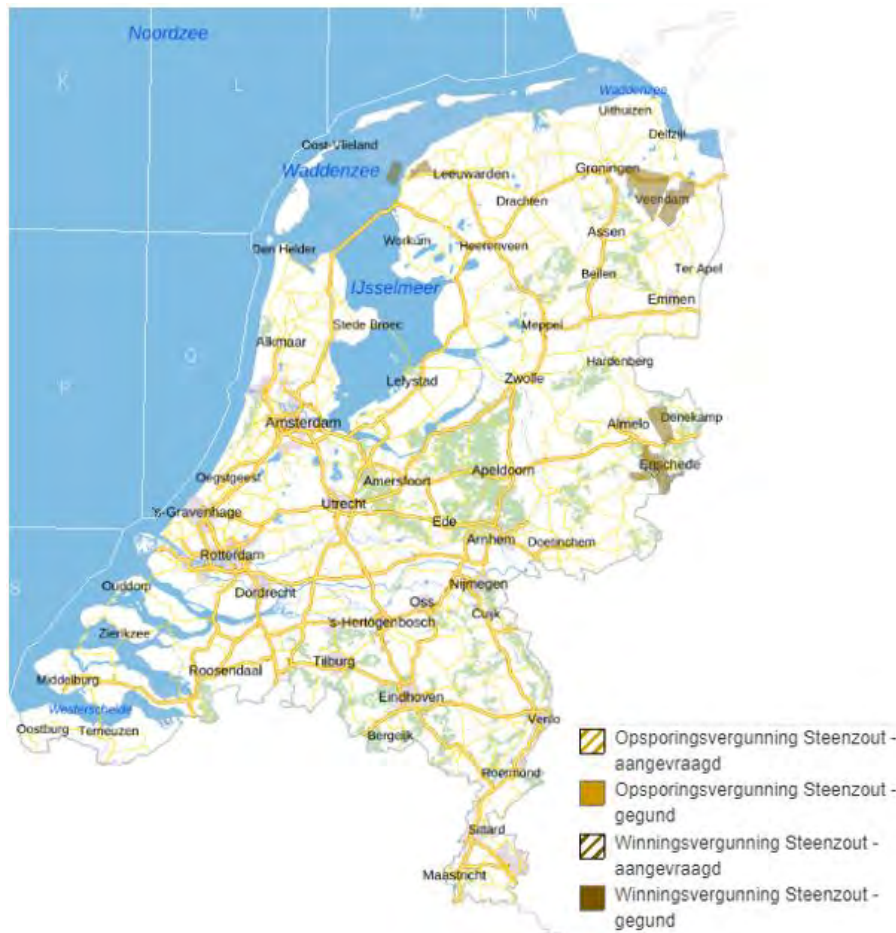 M
N
Noordzee
K
L
Waddenzee
Uithuizen
Delfzijl
Oost-Vlieland
Waddenzee
Leeuwarden
Groningen
Veendam
Drachten
Assen
Den Helder
Workum
Heerenveen
Beilen
Ter Apel
IJsselmeer
Emmen
Stede Broec
Meppel
Alkmaar
Q
Hardenberg
P
Lelystad
Zwolle
Amsterdam
Almelo
Denekamp
Enschede
Oegstgeest
Amersfoort
Apeldoorn
's-Gravenhage
Utrecht
Ede
Arnhem
Doetinchem
Rotterdam
S
Ouddorp
Dordrecht
Nijmegen
Oss
Cuijk
Zierikzee
's-Hertogenbosch
Roosendaal
Tilburg
Middelburg
Eindhoven
Westerschelde
Venlo
Oostburg
Terneuzen
Bergeijk
Roermond
Sittard
Maastricht
Opsporingsvergunning Steenzout -
aangevraagd
Opsporingsvergunning Steenzout -
gegund
Winningsvergunning Steenzout -
aangevraagd
Winningsvergunning Steenzout -
gegund